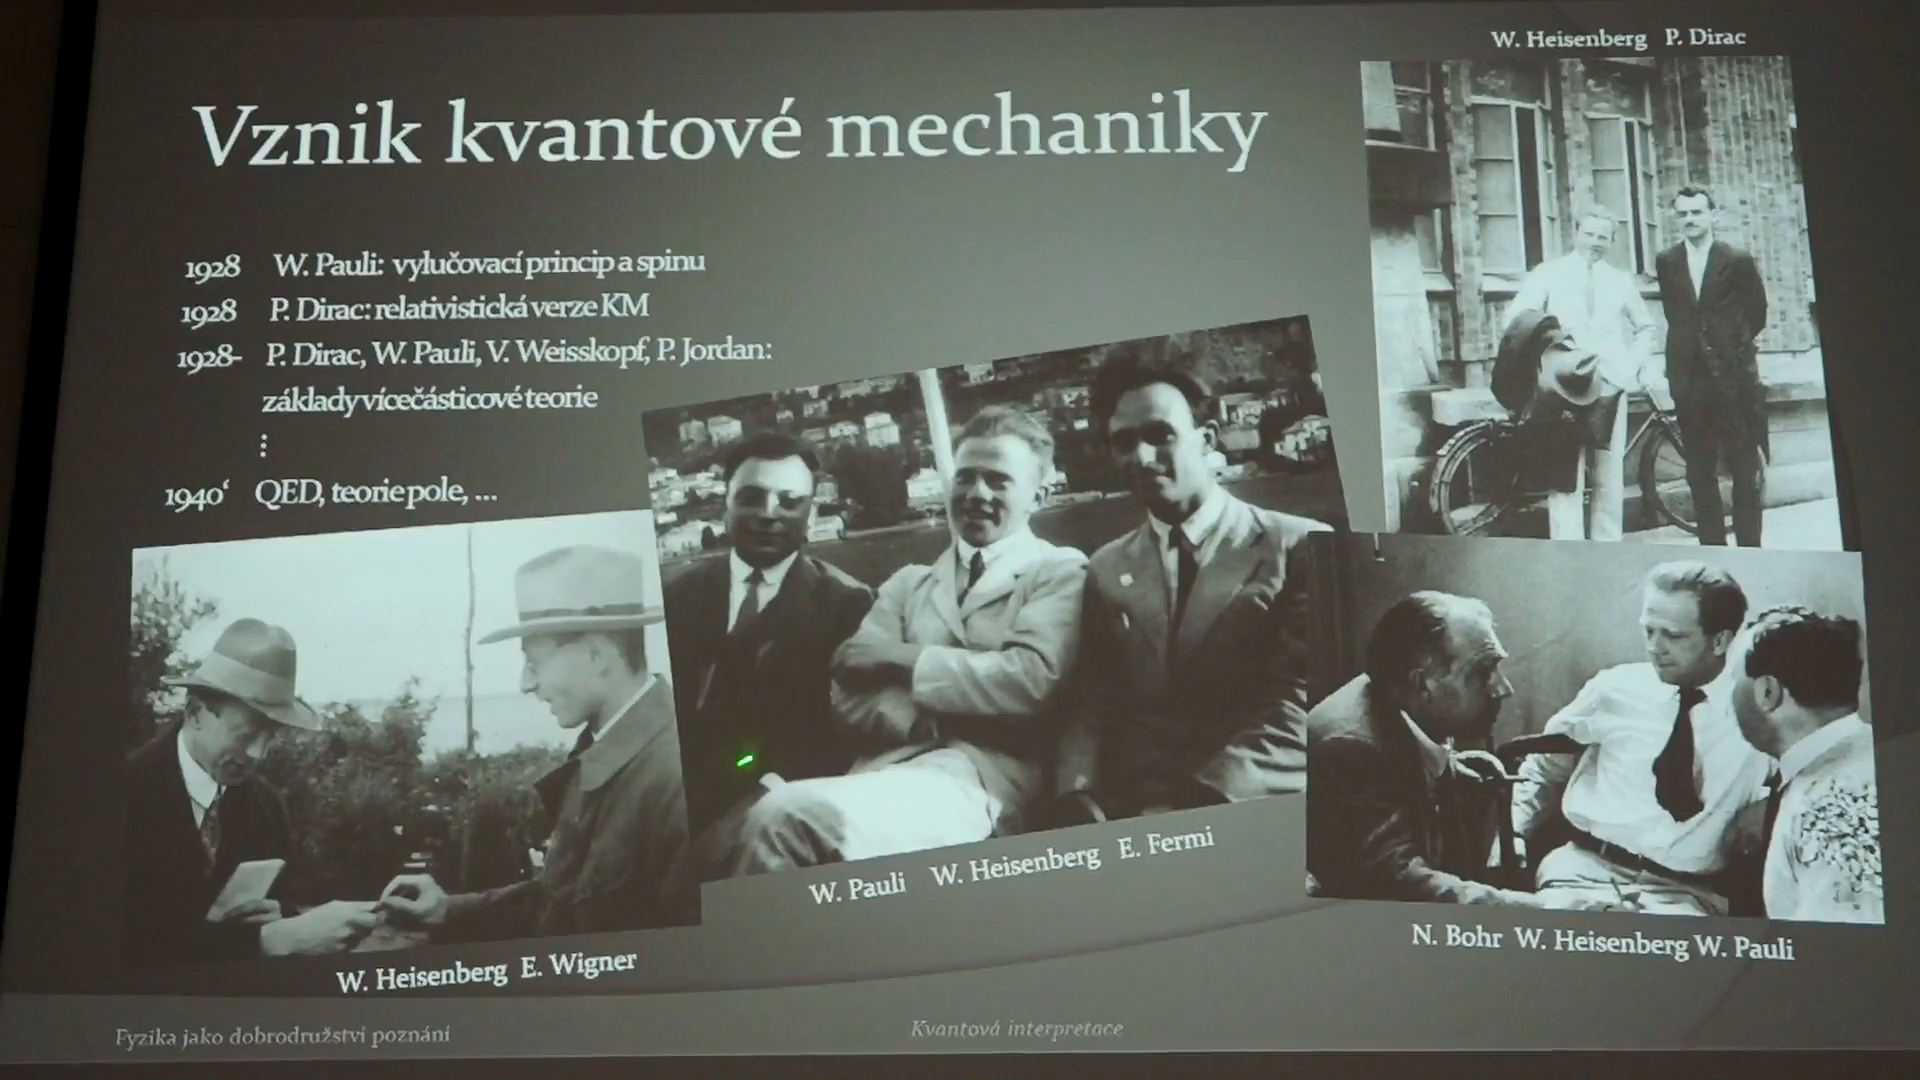 W. Heisenberg P. Dirac
Vznik kvantové mechaniky
1928 W. Pauli: vylučovací princip a spinu
1928 P. Dirac: relativistická verze KM
1928- P. Dirac, W. Pauli, V. Weisskopf, P. Jordan:
základy vícečásticové teorie
⋮
1940‘ QED, teorie pole, ...
W. Pauli W. Heisenberg E. Fermi
N. Bohr W. Heisenberg W. Pauli
W. Heisenberg E. Wigner
Fyzika jako dobrodružství poznání
Kvantová interpretace